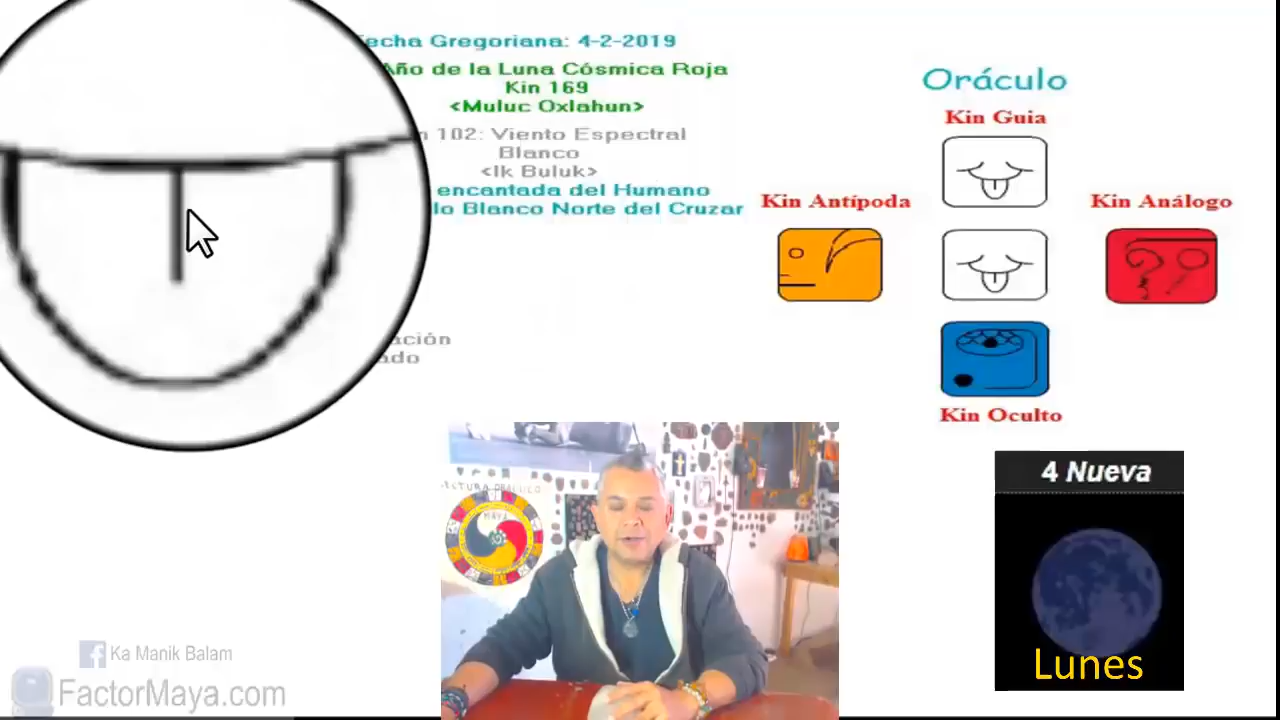 echa Gregoriana: 4-2-2019
Año de la Luna Cósmica Roja
Kin 169
<Muluc Oxlahun>
102: Viento Espectral
Blanco
<Ik Buluk>
encantada del Humano
lo Blanco Norte del Cruzar
ación
ado
Oráculo
Kin Guia
Kin Antípoda
Kin Análogo
Kin Oculto
4 Nueva
Lunes
MAYA
Ka Manik Balam
FactorMaya.com